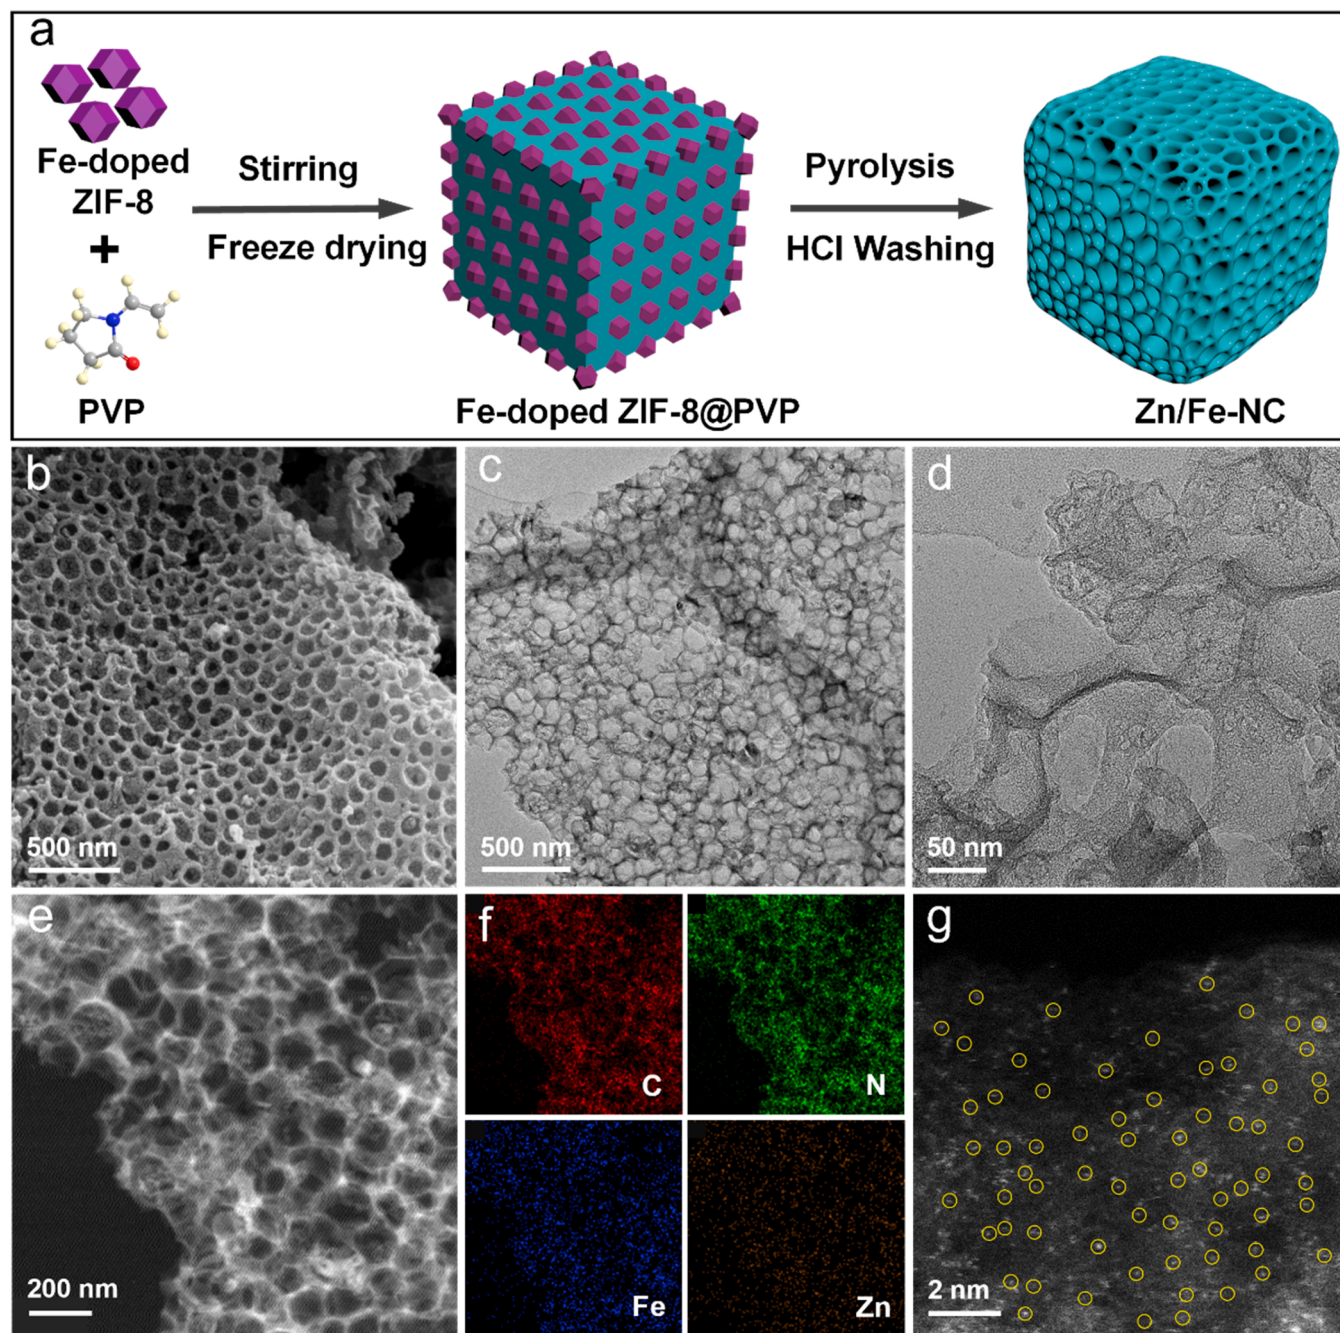 a
Fe-doped
ZIF-8
+
PVP
Stirring
Freeze drying
Fe-doped ZIF-8@PVP
Pyrolysis
HCl Washing
Zn/Fe-NC
b
500 nm
c
500 nm
d
50 nm
e
200 nm
f
C
N
Fe
Zn
g
2 nm